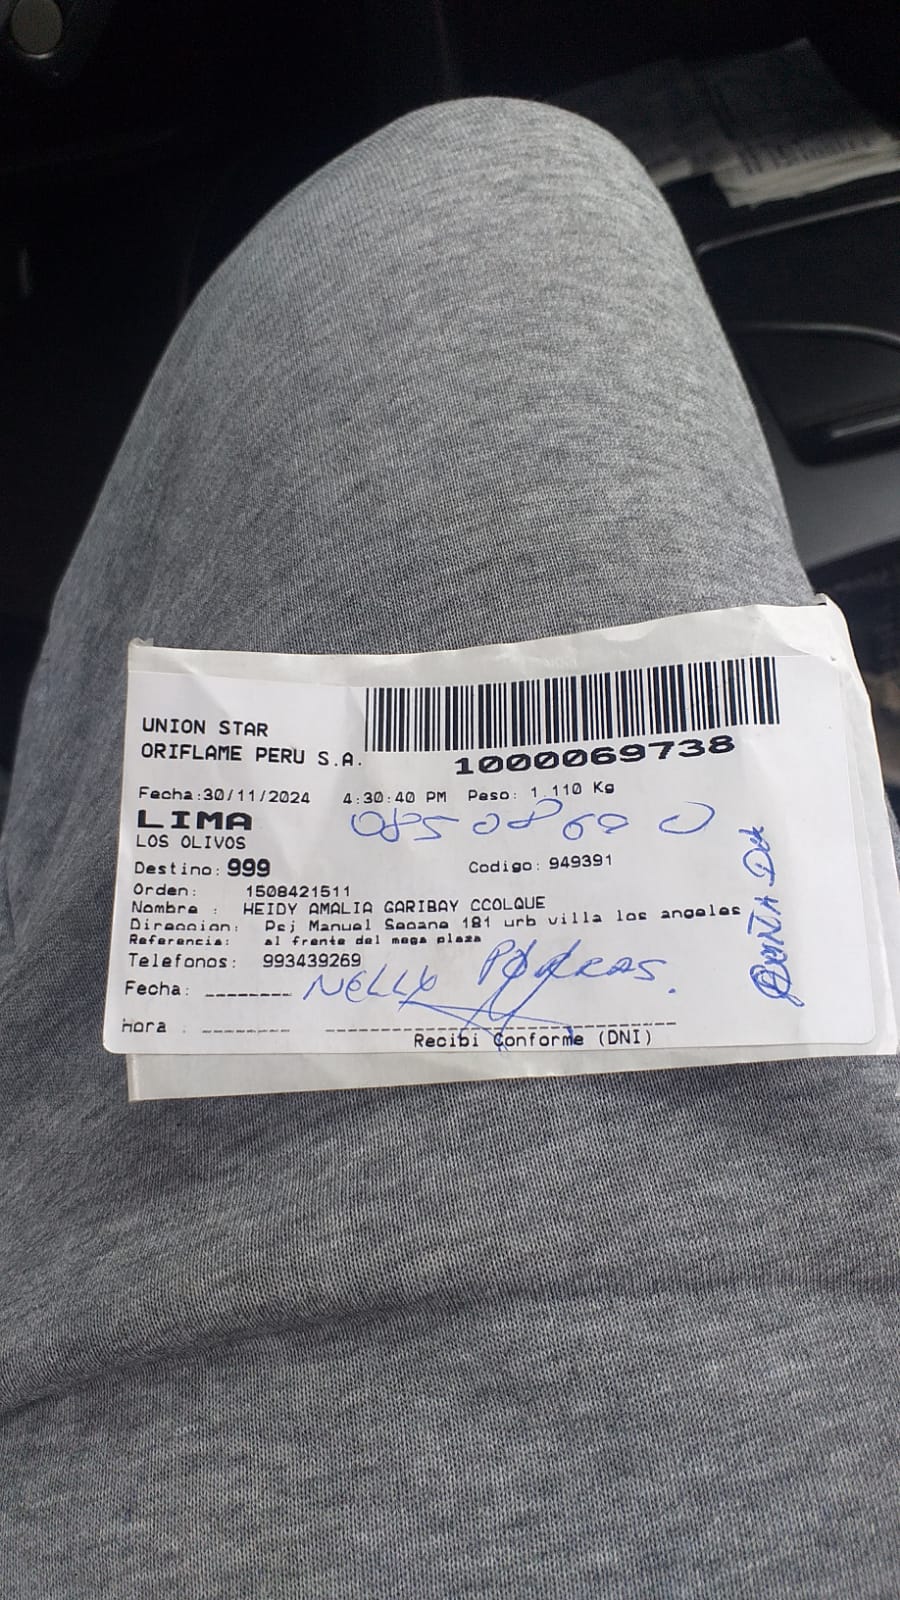 UNION STAR
ORIFLAME PERU S.A.
1000069738
Fecha:30/11/2024 4:30:40 PM Peso: 1.110 Kg
LIMA
LOS OLIVOS
Destino: 999 Codigo: 949391
Orden: 1508421511
Nombre : HEIDY AMALIA GARIBAY CCOLQUE
Direccion: Psj Manuel Seoane 181 urb villa los angeles
Referencia: al frente del mega plaza
Telefonos: 993439269
Fecha: -------- NELLY
Hora : --------
Recibi Conforme (DNI)